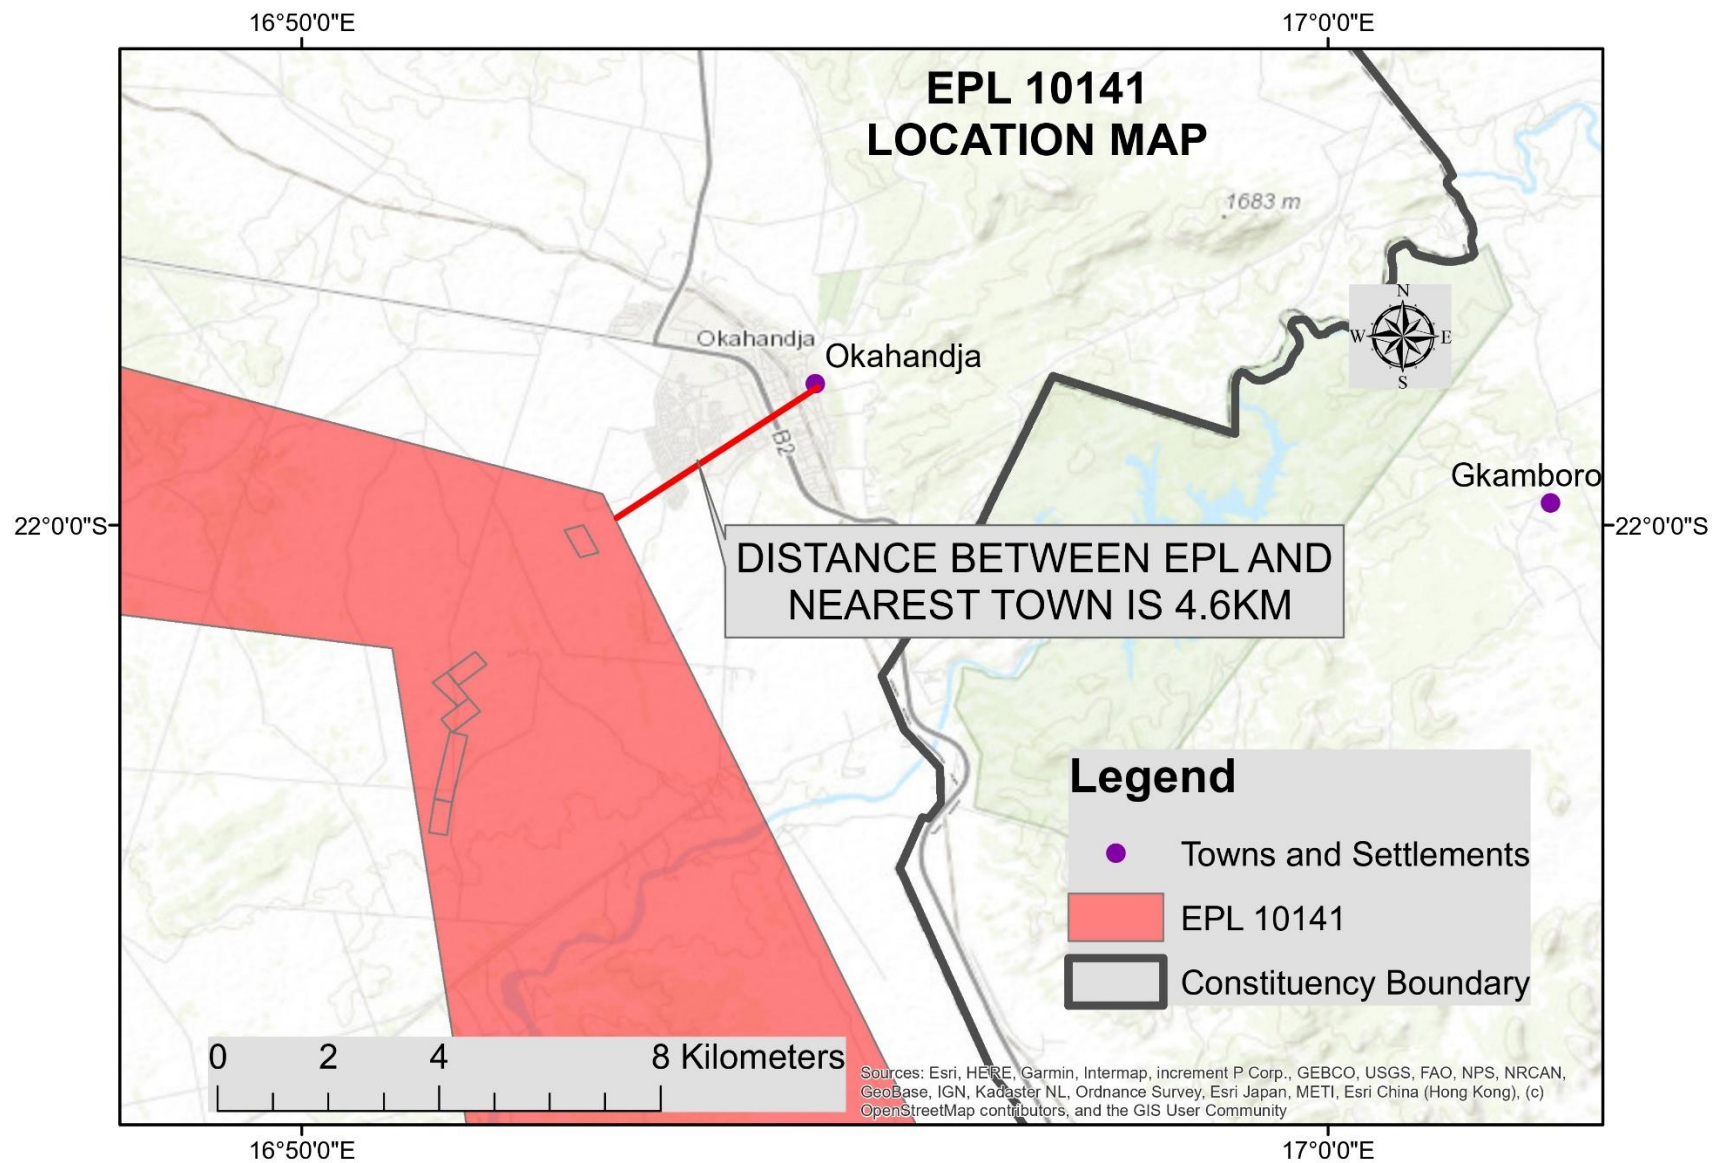 16°50'0"E
17°0'0"E
EPL 10141
LOCATION MAP
1683 m
N
W
E
S
Okahandja
Okahandja
B2
Gkamboro
22°0'0"S
22°0'0"S
DISTANCE BETWEEN EPL AND
NEAREST TOWN IS 4.6KM
Legend
Towns and Settlements
EPL 10141
Constituency Boundary
0 2 4 8 Kilometers
Sources: Esri, HERE, Garmin, Intermap, increment P Corp., GEBCO, USGS, FAO, NPS, NRCAN,
GeoBase, IGN, Kadaster NL, Ordnance Survey, Esri Japan, METI, Esri China (Hong Kong), (c)
OpenStreetMap contributors, and the GIS User Community
16°50'0"E
17°0'0"E